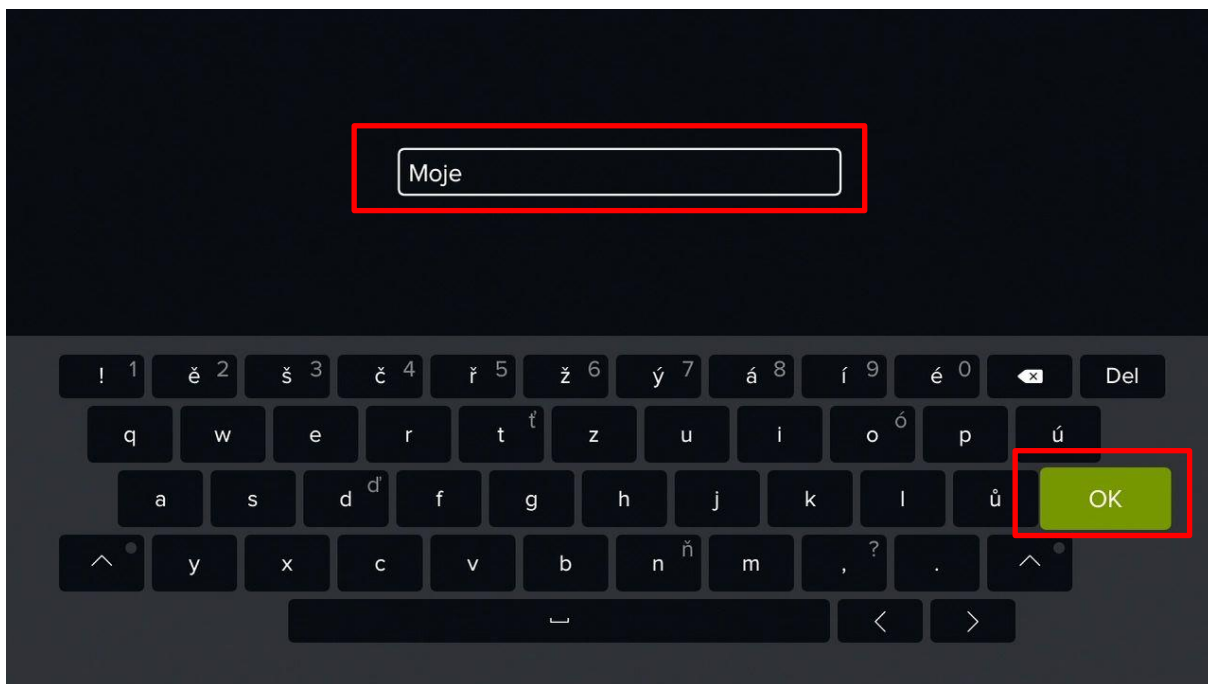 Moje
! 1 ě 2 š 3 č 4 ř 5 ž 6 ý 7 á 8 í 9 é 0 Del
q w e r t ť z u i o ó p ú
a s d ď f g h j k l ů OK
y x c v b n ň m , ? .